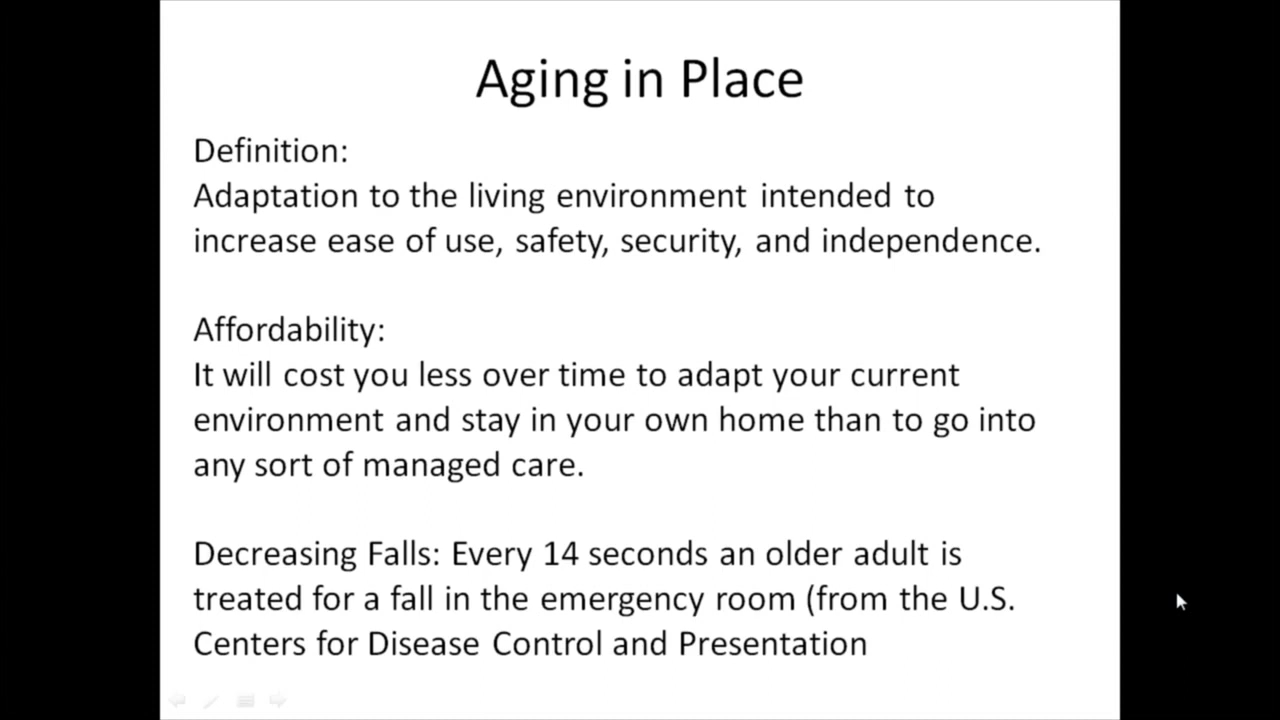 Aging in Place
Definition:
Adaptation to the living environment intended to
increase ease of use, safety, security, and independence.
Affordability:
It will cost you less over time to adapt your current
environment and stay in your own home than to go into
any sort of managed care.
Decreasing Falls: Every 14 seconds an older adult is
treated for a fall in the emergency room (from the U.S.
Centers for Disease Control and Presentation